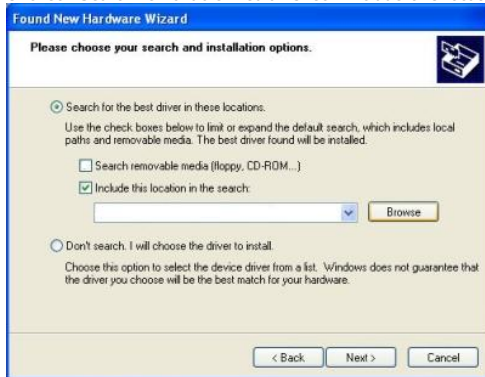 Found New Hardware Wizard
Please choose your search and installation options.
Search for the best driver in these locations.
Use the check boxes below to limit or expand the default search, which includes local
paths and removable media. The best driver found will be installed.
Search removable media (floppy, CD-ROM...)
Include this location in the search:
Browse
Don't search. I will choose the driver to install.
Choose this option to select the device driver from a list. Windows does not guarantee that
the driver you choose will be the best match for your hardware.
< Back
Next >
Cancel